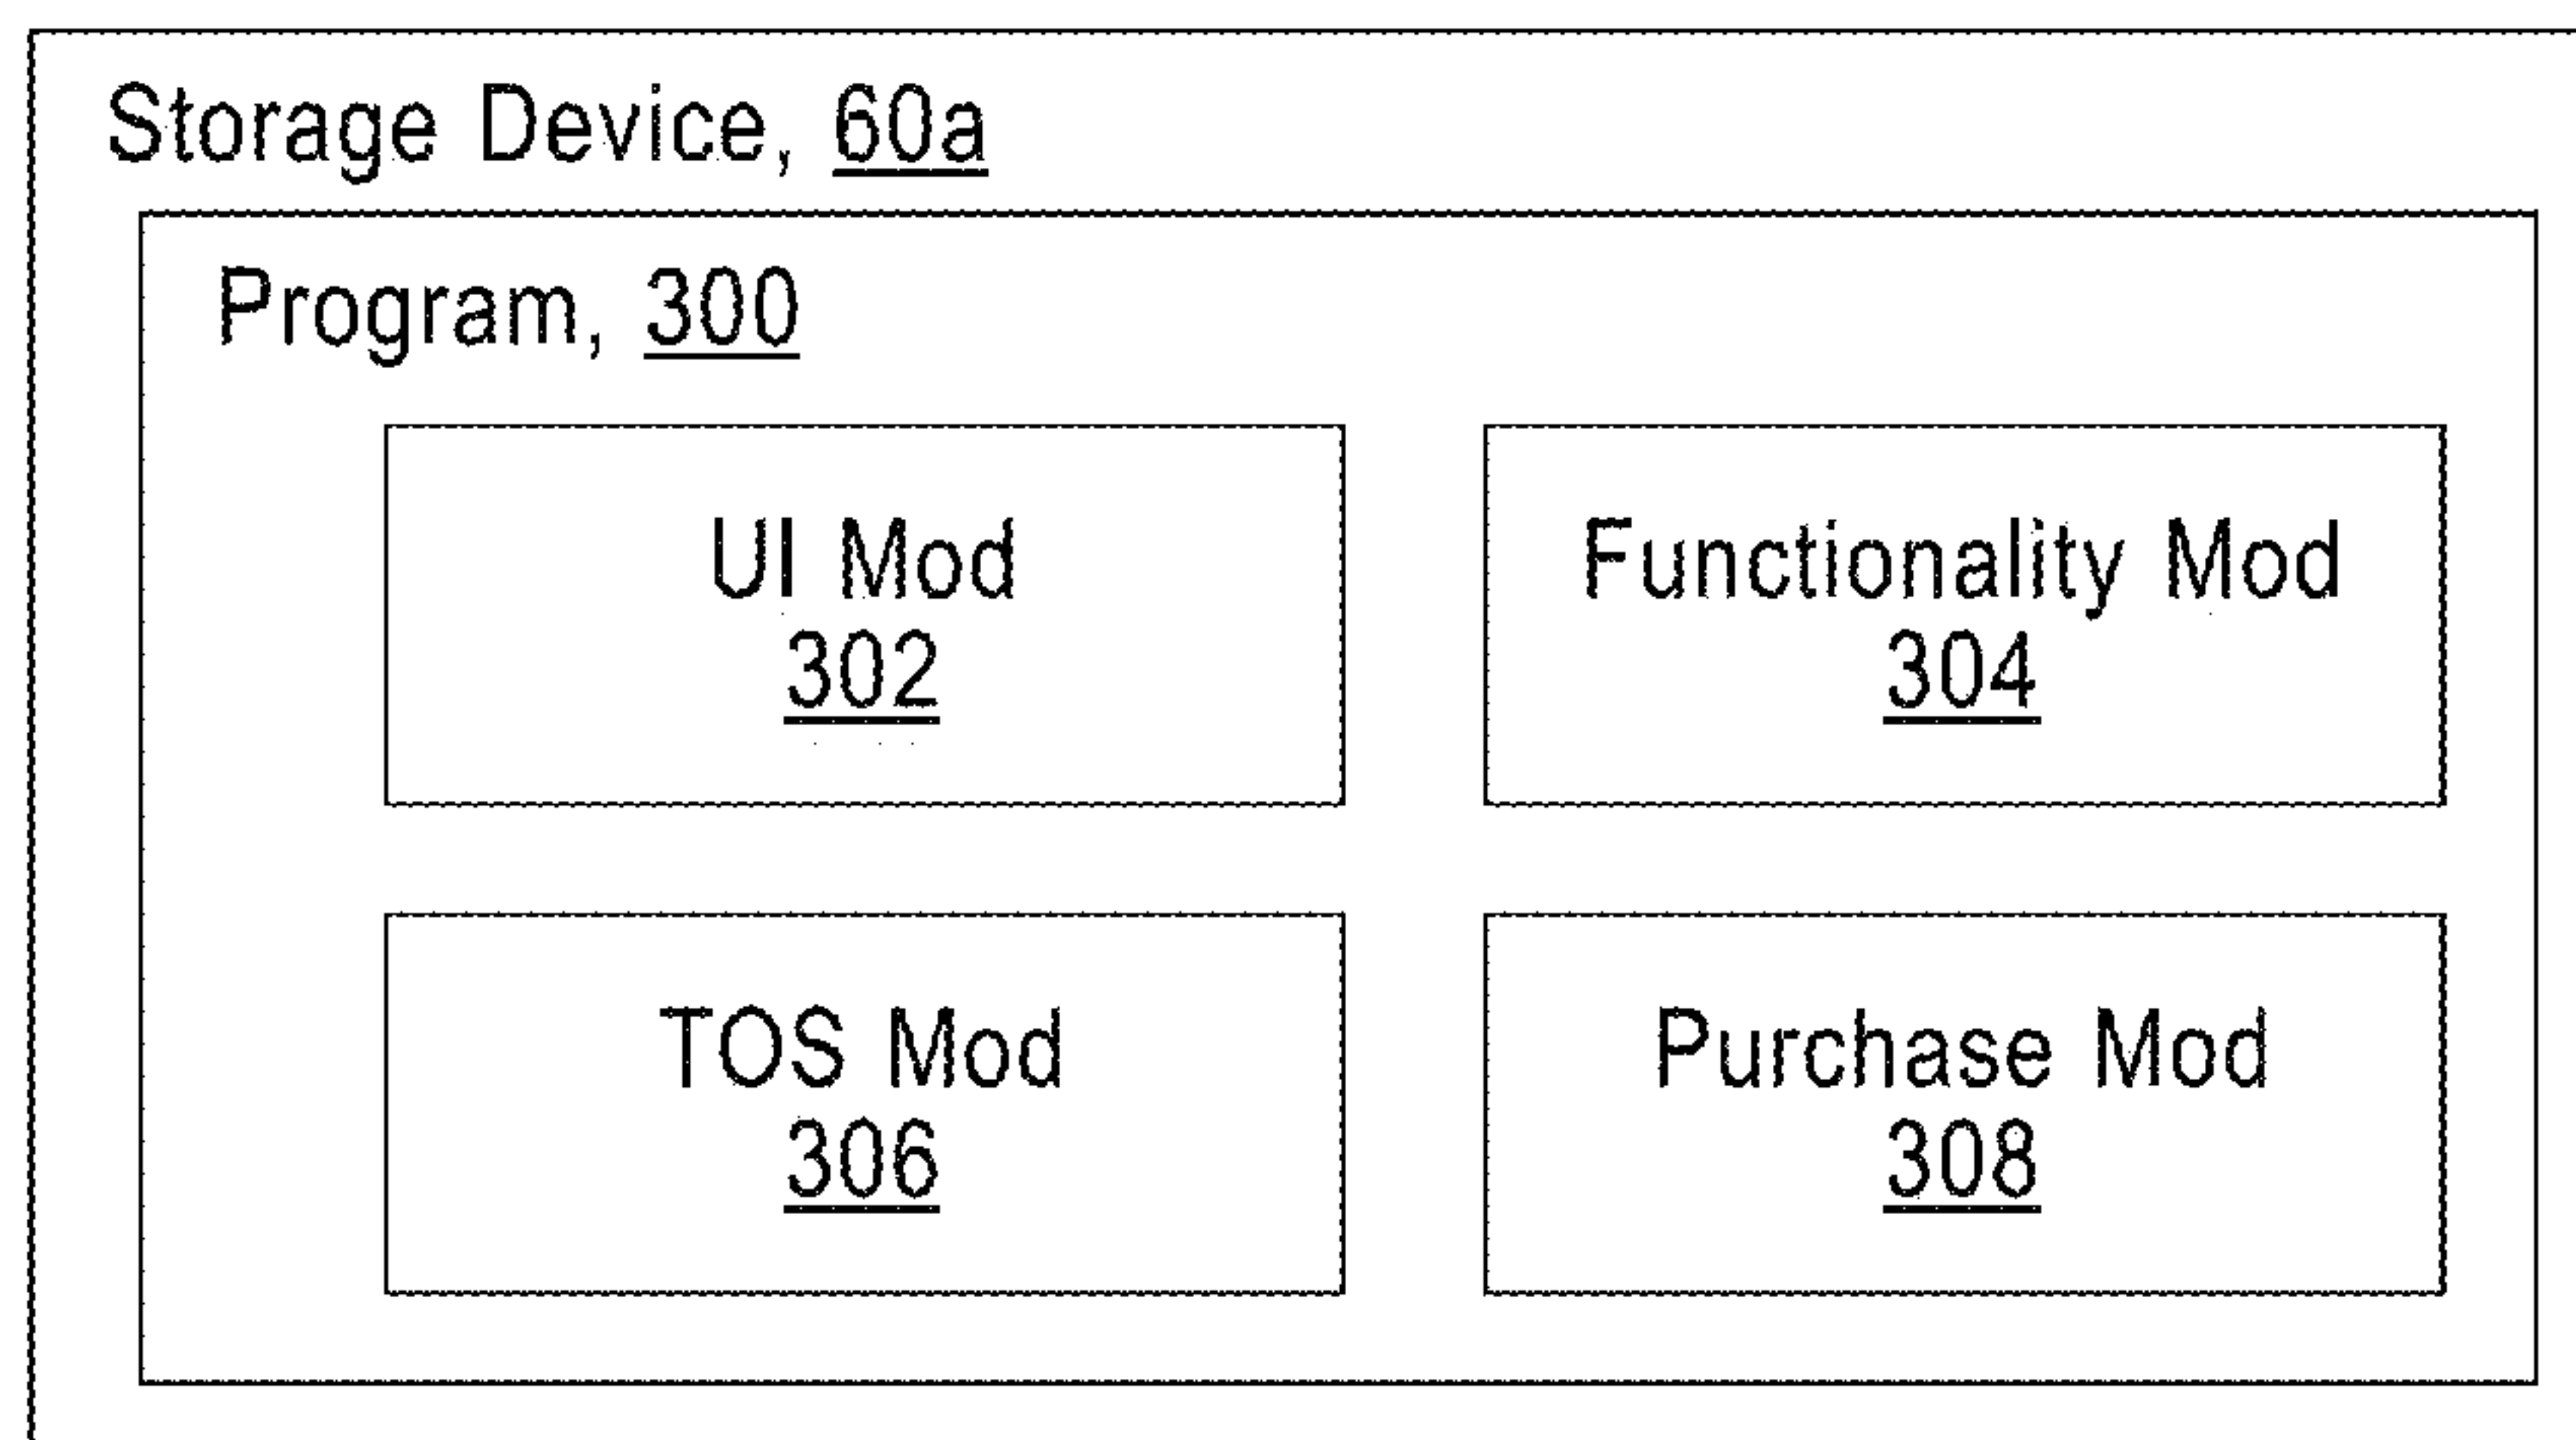 Storage Device, 60a
Program, 300
UI Mod
302
Functionality Mod
304
TOS Mod
306
Purchase Mod
308